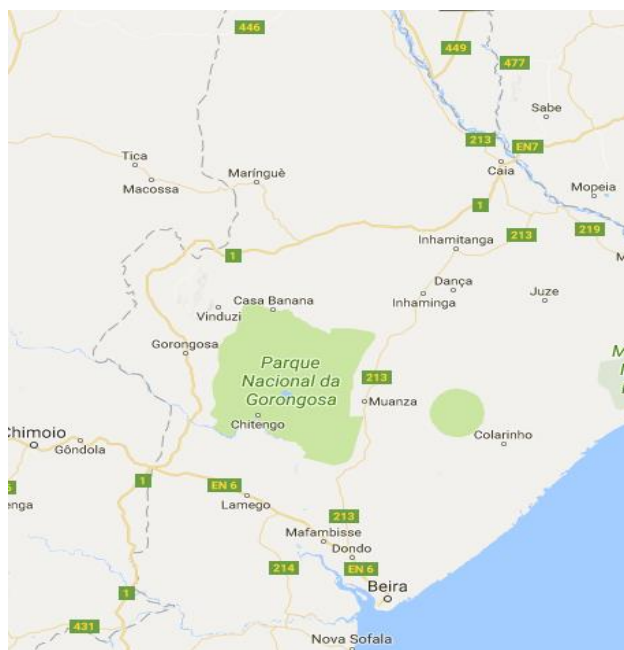 446
449
477
Sabe
213
EN7
Tica
Caia
Macossa
Marínguè
Mopeia
1
Inhamitanga
213
219
1
Dança
Inhaminga
Juze
Casa Banana
Vinduzi
Gorongosa
Parque
Nacional da
Gorongosa
213
Muanza
Chitengo
Chimoio
Colarinho
Gôndola
1
EN 6
Lamego
213
Mafambisse
Dondo
214
EN 6
Beira
1
431
Nova Sofala